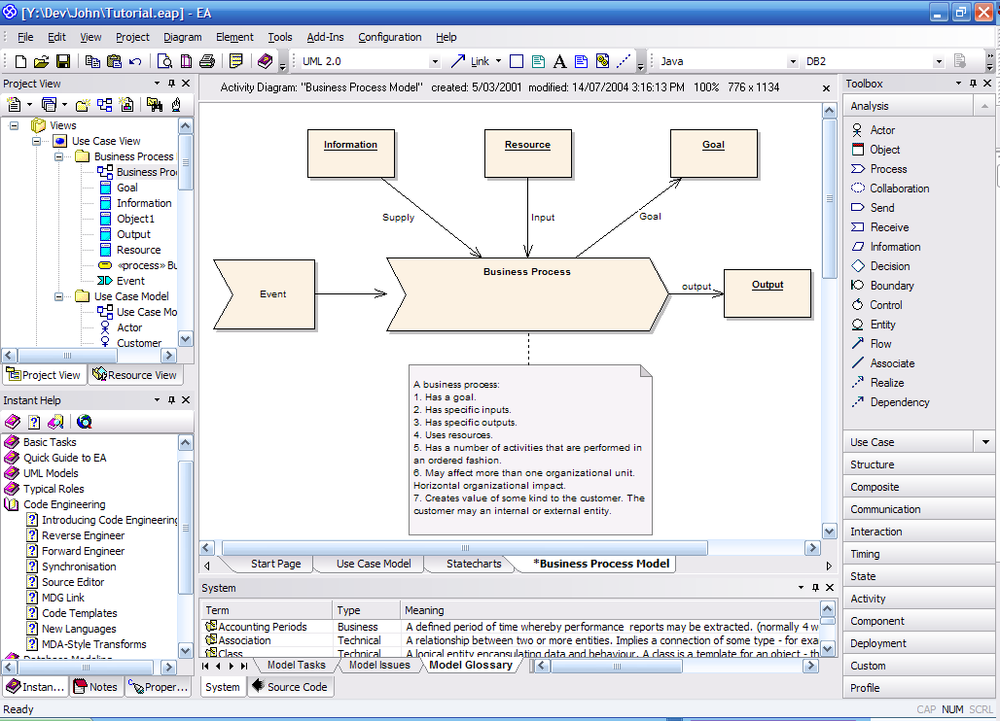 [Y:\Dev\John\Tutorial.eap] - EA
File Edit View Project Diagram Element Tools Add-Ins Configuration Help
UML 2.0 Link A Java DB2
Project View
Views
Use Case View
Business Process
Business Proc
Goal
Information
Object1
Output
Resource
«process» Bu
Event
Use Case Model
Use Case Mo
Actor
Customer
Project View Resource View
Instant Help
Basic Tasks
Quick Guide to EA
UML Models
Typical Roles
Code Engineering
Introducing Code Engineering
Reverse Engineer
Forward Engineer
Synchronisation
Source Editor
MDG Link
Code Templates
New Languages
MDA-Style Transforms
Database Modeling
Instan... Notes Proper...
Activity Diagram: "Business Process Model" created: 5/03/2001 modified: 14/07/2004 3:16:13 PM 100% 776 x 1134
Information Resource Goal
Supply Input Goal
Event Business Process output Output
A business process:
1. Has a goal.
2. Has specific inputs.
3. Has specific outputs.
4. Uses resources.
5. Has a number of activities that are performed in
an ordered fashion.
6. May affect more than one organizational unit.
Horizontal organizational impact.
7. Creates value of some kind to the customer. The
customer may an internal or external entity.
Start Page Use Case Model Statecharts *Business Process Model
System
Term Type Meaning
Accounting Periods Business A defined period of time whereby performance reports may be extracted. (normally 4 w
Association Technical A relationship between two or more entities. Implies a connection of some type - for exa
Class Technical A logical entity encapsulating data and behaviour. A class is a template for an object - th
Model Tasks Model Issues Model Glossary
System Source Code
Toolbox
Analysis
Actor
Object
Process
Collaboration
Send
Receive
Information
Decision
Boundary
Control
Entity
Flow
Associate
Realize
Dependency
Use Case
Structure
Composite
Communication
Interaction
Timing
State
Activity
Component
Deployment
Custom
Profile
Ready CAP NUM SCRL